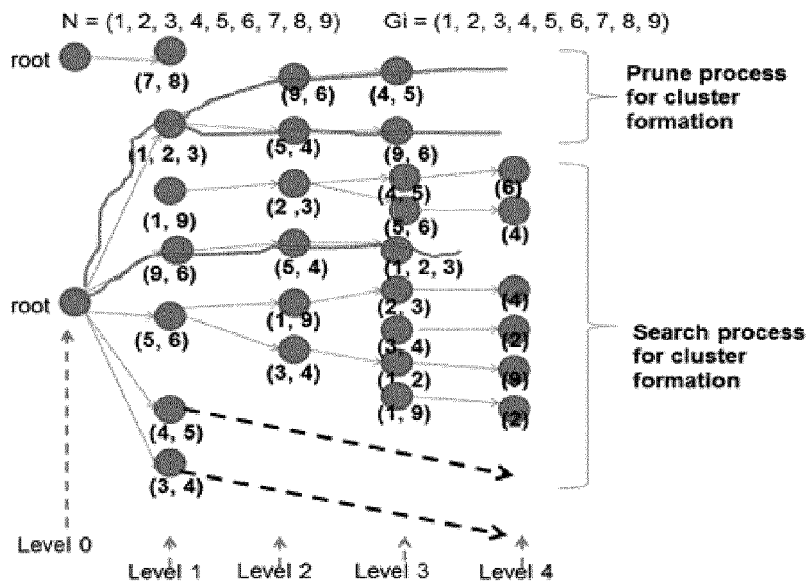 N = (1, 2, 3, 4, 5, 6, 7, 8, 9) Gi = (1, 2, 3, 4, 5, 6, 7, 8, 9)
root
(7, 8)
(9, 6)
(4, 5)
Prune process
for cluster
formation
(1, 2, 3)
(5, 4)
(9, 6)
(1, 9)
(2 ,3)
(4, 5)
(6)
(5, 6)
(4)
(9, 6)
(5, 4)
(1, 2, 3)
root
(5, 6)
(1, 9)
(2, 3)
(4)
(3, 4)
(2)
(3, 4)
(1, 2)
(9)
(1, 9)
(2)
Search process
for cluster
formation
(4, 5)
(3, 4)
Level 0
Level 1
Level 2
Level 3
Level 4